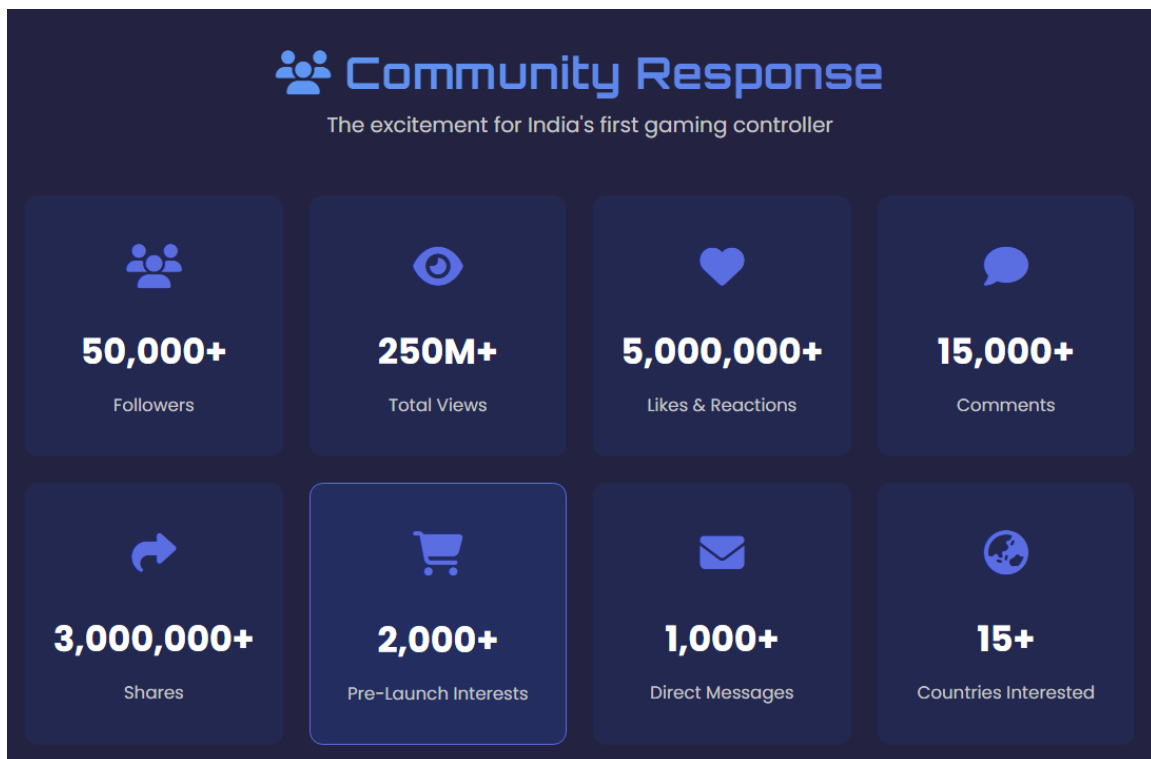 Community Response
The excitement for India's first gaming controller
50,000+
Followers
250M+
Total Views
5,000,000+
Likes & Reactions
15,000+
Comments
3,000,000+
Shares
2,000+
Pre-Launch Interests
1,000+
Direct Messages
15+
Countries Interested